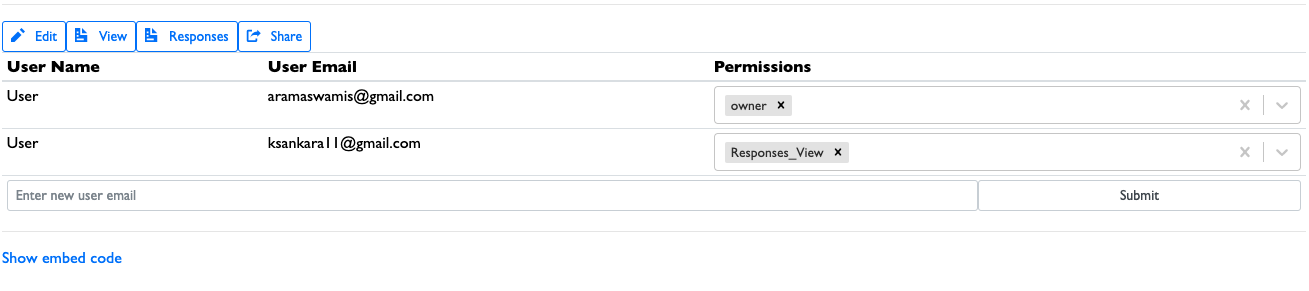 Edit View Responses Share
User Name User Email Permissions
User aramaswamis@gmail.com owner ×
User ksankara11@gmail.com Responses_View ×
Enter new user email Submit
Show embed code